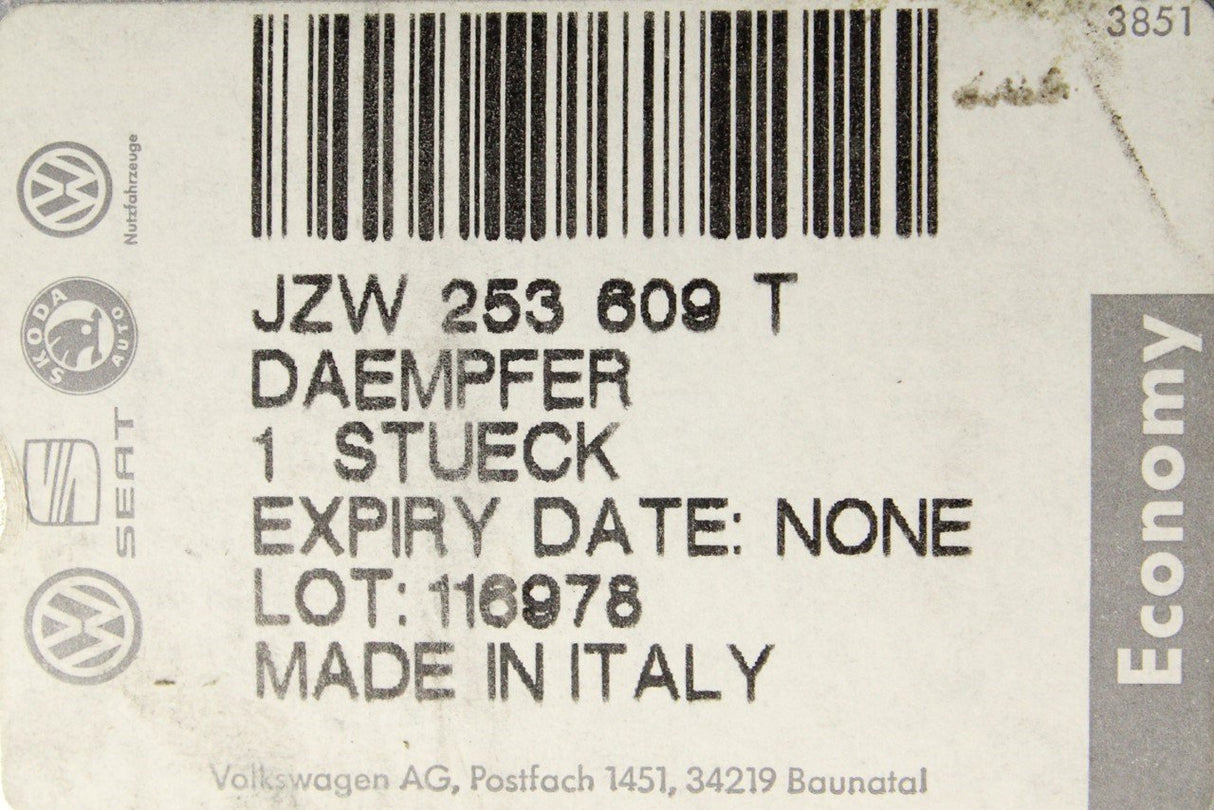 3851
JZW 253 609 T
DAEMPFER
1 STUECK
EXPIRY DATE: NONE
LOT: 116978
MADE IN ITALY
Volkswagen AG, Postfach 1451, 34219 Baunatal
Economy
Nutzfahrzeuge
SKODA
AUTO
SEAT